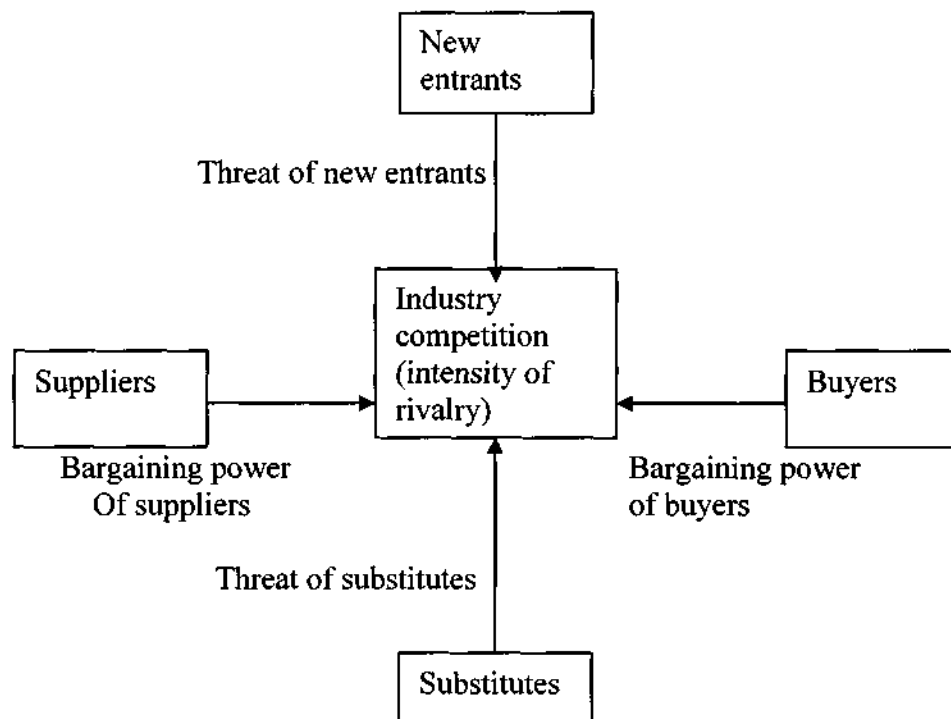 New
entrants
Threat of new entrants
Industry
competition
(intensity of
rivalry)
Suppliers
Buyers
Bargaining power
Of suppliers
Bargaining power
of buyers
Threat of substitutes
Substitutes